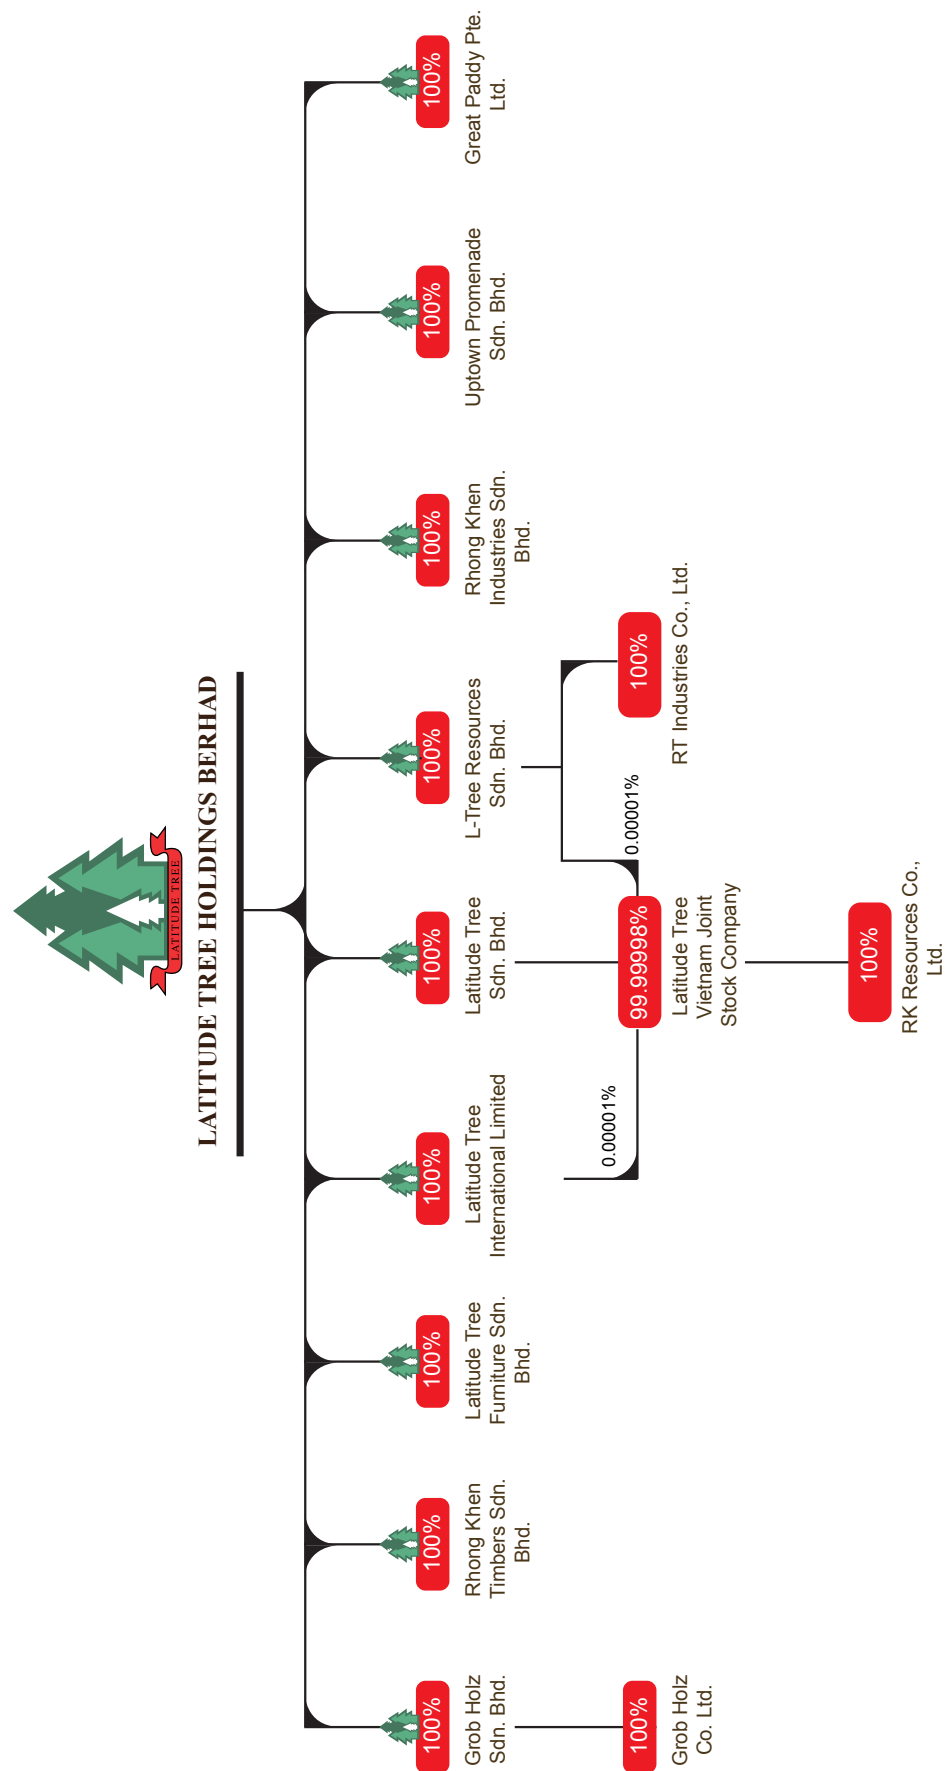 LATITUDE TREE
LATITUDE TREE HOLDINGS BERHAD
100%
Grob Holz
Sdn. Bhd.
100%
Rhong Khen
Timbers Sdn.
Bhd.
100%
Latitude Tree
Furniture Sdn.
Bhd.
100%
Latitude Tree
International Limited
100%
Latitude Tree
Sdn. Bhd.
100%
L-Tree Resources
Sdn. Bhd.
100%
Rhong Khen
Industries Sdn.
Bhd.
100%
Uptown Promenade
Sdn. Bhd.
100%
Great Paddy Pte.
Ltd.
100%
Grob Holz
Co. Ltd.
0.00001%
99.99998%
Latitude Tree
Vietnam Joint
Stock Company
0.00001%
100%
RT Industries Co., Ltd.
100%
RK Resources Co.,
Ltd.